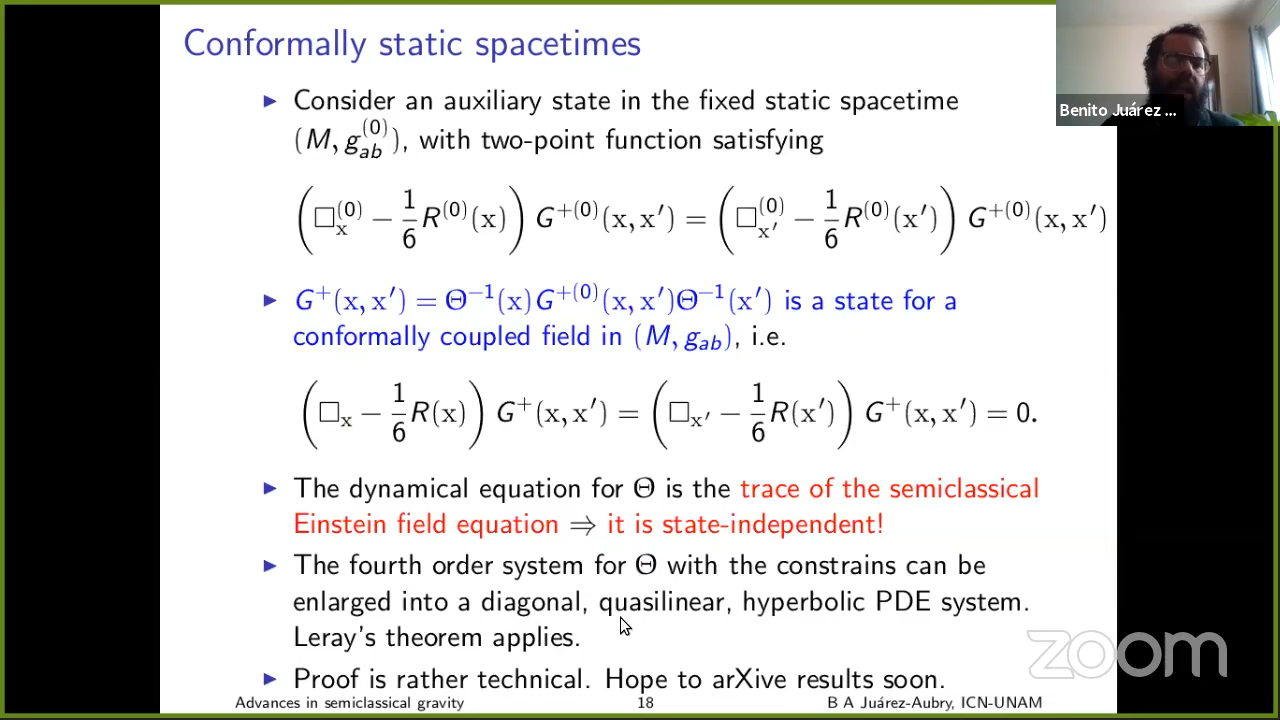 Conformally static spacetimes
Benito Juárez ...
▶ Consider an auxiliary state in the fixed static spacetime
(M, g_{ab}^{(0)}), with two-point function satisfying
(□_x^{(0)} − 1/6 R^{(0)}(x)) G^{+(0)}(x, x′) = (□_{x′}^{(0)} − 1/6 R^{(0)}(x′)) G^{+(0)}(x, x′)
▶ G^+(x, x′) = Θ^{−1}(x)G^{+(0)}(x, x′)Θ^{−1}(x′) is a state for a
conformally coupled field in (M, g_{ab}), i.e.
(□_x − 1/6 R(x)) G^+(x, x′) = (□_{x′} − 1/6 R(x′)) G^+(x, x′) = 0.
▶ The dynamical equation for Θ is the trace of the semiclassical
Einstein field equation ⇒ it is state-independent!
▶ The fourth order system for Θ with the constrains can be
enlarged into a diagonal, quasilinear, hyperbolic PDE system.
Leray's theorem applies.
▶ Proof is rather technical. Hope to arXive results soon.
zoom
Advances in semiclassical gravity 18 B A Juárez-Aubry, ICN-UNAM